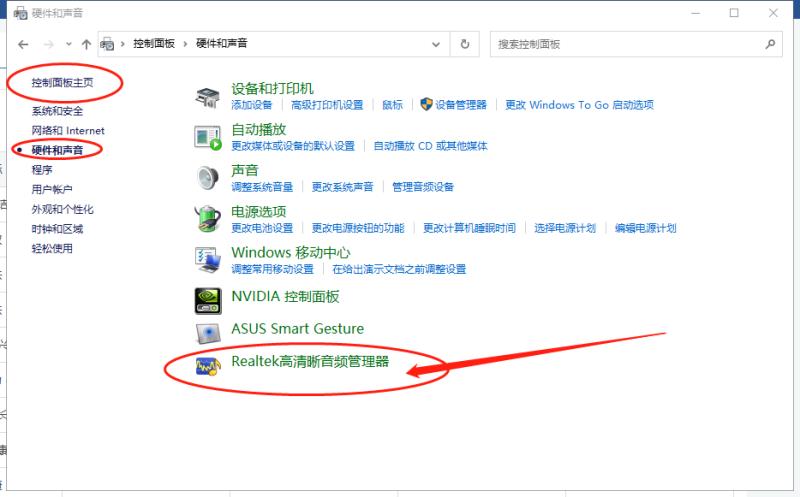 硬件和声音
控制面板 硬件和声音
搜索控制面板
控制面板主页
系统和安全
网络和 Internet
硬件和声音
程序
用户帐户
外观和个性化
时钟和区域
轻松使用
设备和打印机
添加设备 高级打印机设置 鼠标 设备管理器 更改 Windows To Go 启动选项
自动播放
更改媒体或设备的默认设置 自动播放 CD 或其他媒体
声音
调整系统音量 更改系统声音 管理音频设备
电源选项
更改电池设置 更改电源按钮的功能 更改计算机睡眠时间 选择电源计划 编辑电源计划
Windows 移动中心
调整常用移动设置 在给出演示文档之前调整设置
NVIDIA 控制面板
ASUS Smart Gesture
Realtek高清晰音频管理器